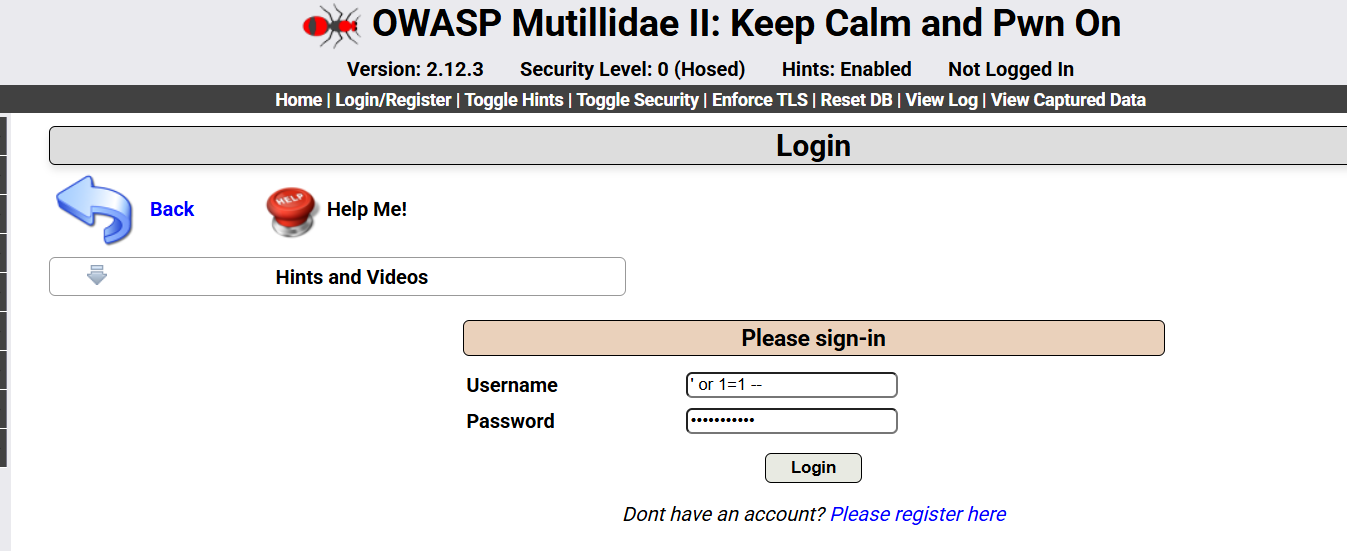 OWASP Mutillidae II: Keep Calm and Pwn On
Version: 2.12.3 Security Level: 0 (Hosed) Hints: Enabled Not Logged In
Home | Login/Register | Toggle Hints | Toggle Security | Enforce TLS | Reset DB | View Log | View Captured Data
Login
Back HELP Help Me!
Hints and Videos
Please sign-in
Username ' or 1=1 --
Password •••••••••••
Login
Dont have an account? Please register here